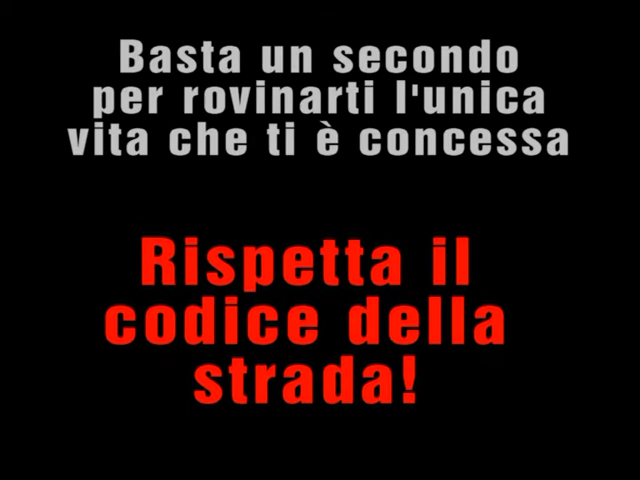 Basta un secondo
per rovinarti l'unica
vita che ti è concessa
Rispetta il
codice della
strada!